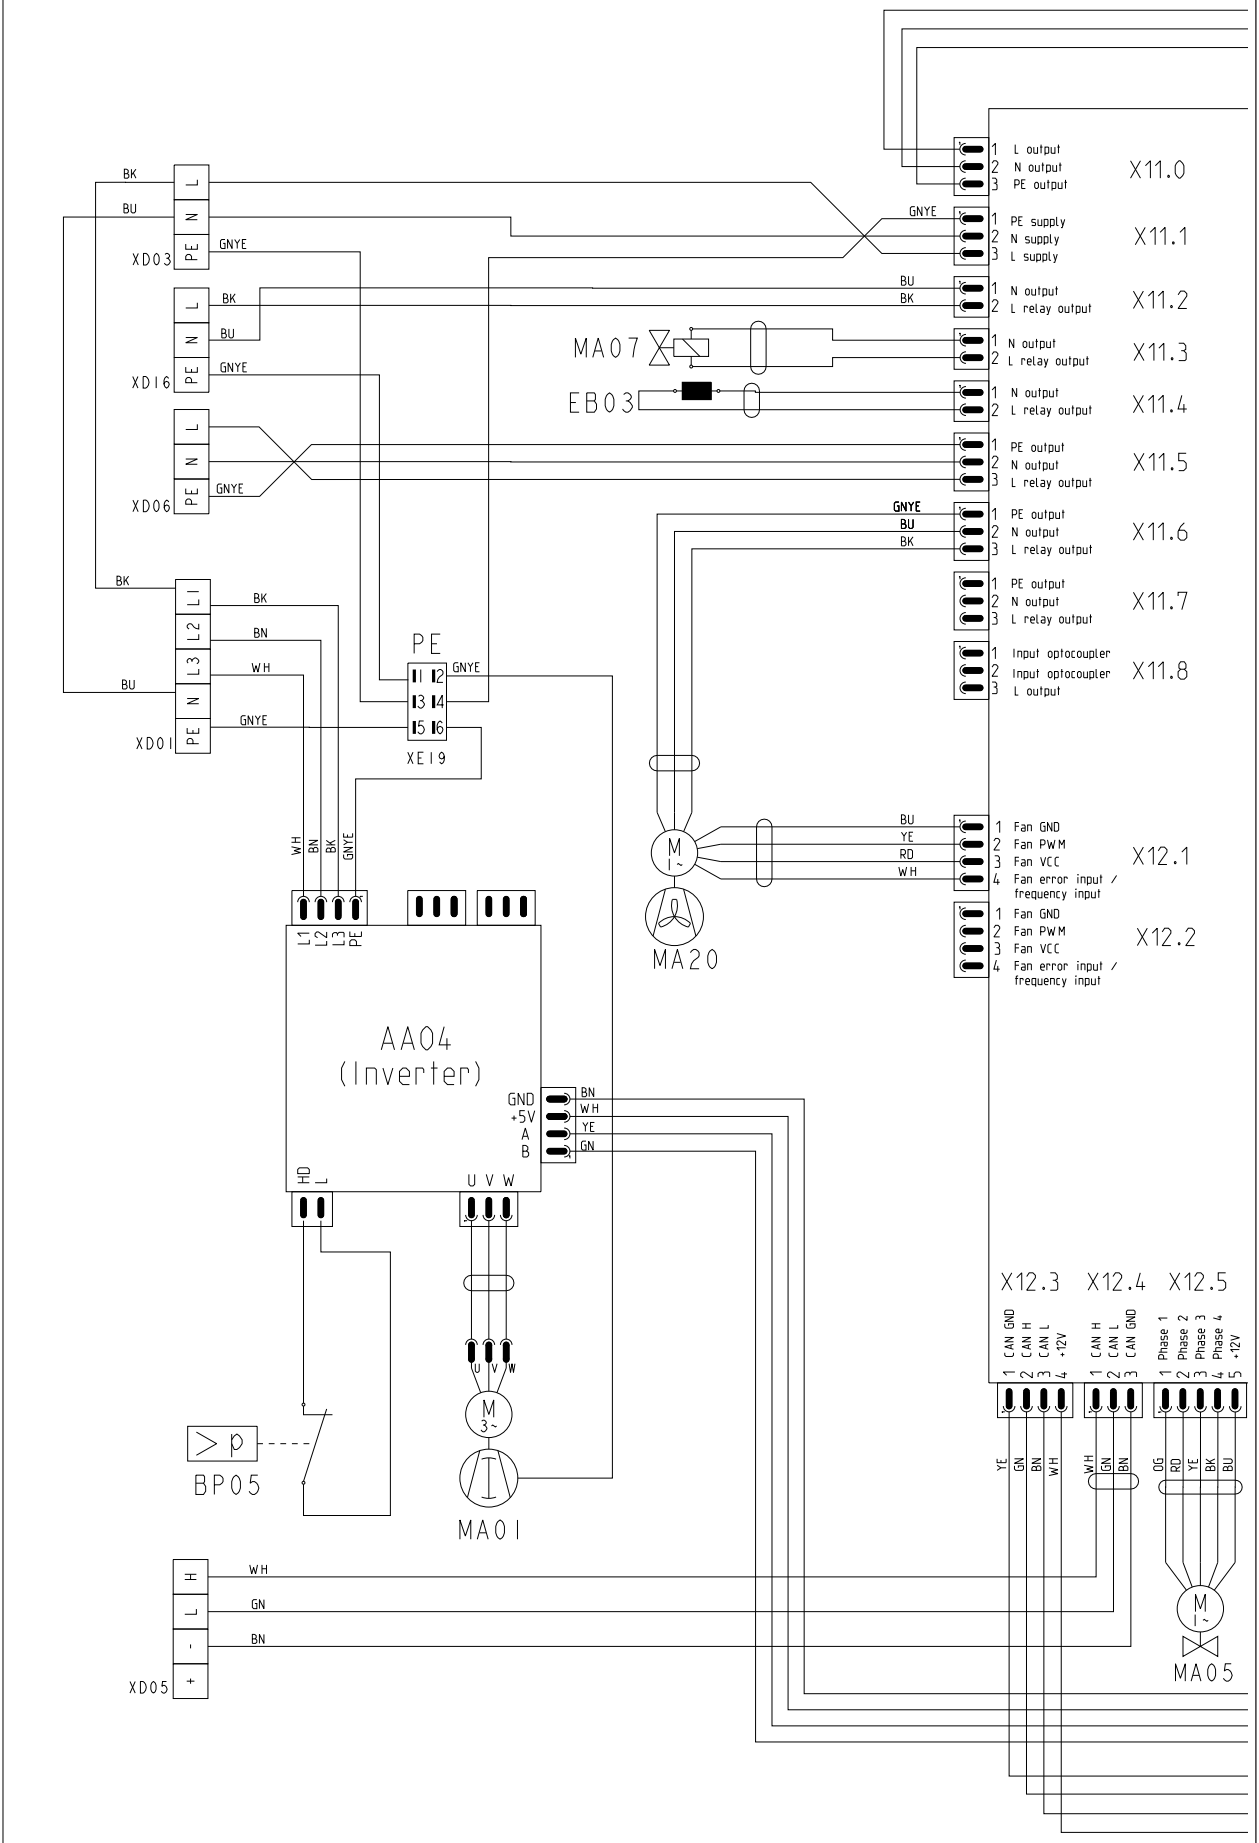 1 L output
2 N output
3 PE output
X11.0
BK
L
BU
N
GNYE
PE
XD03
GNYE
1 PE supply
2 N supply
3 L supply
X11.1
L
BK
N
BU
PE
GNYE
XD16
BU
BK
1 N output
2 L relay output
X11.2
MA07
1 N output
2 L relay output
X11.3
EB03
1 N output
2 L relay output
X11.4
L
N
PE
GNYE
XD06
1 PE output
2 N output
3 L relay output
X11.5
GNYE
BU
BK
1 PE output
2 N output
3 L relay output
X11.6
1 PE output
2 N output
3 L relay output
X11.7
1 Input optocoupler
2 Input optocoupler
3 L output
X11.8
BK
L1
BK
L2
BN
L3
WH
BU
N
PE
GNYE
XD01
PE
1 2
3 4
5 6
GNYE
XE19
WH
BN
BK
GNYE
L1
L2
L3
PE
M
1~
MA20
BU
YE
RD
WH
1 Fan GND
2 Fan PWM
3 Fan VCC
4 Fan error input /
frequency input
X12.1
1 Fan GND
2 Fan PWM
3 Fan VCC
4 Fan error input /
frequency input
X12.2
AA04
(Inverter)
GND
+5V
A
B
BN
WH
YE
GN
HD
L
U V W
U V W
M
3~
MA01
>p
BP05
X12.3
1 CAN GND
2 CAN H
3 CAN L
4 +12V
YE
GN
BN
WH
X12.4
1 CAN H
2 CAN L
3 CAN GND
WH
GN
BN
X12.5
1 Phase 1
2 Phase 2
3 Phase 3
4 Phase 4
5 +12V
OG
RD
YE
BK
BU
M
1~
MA05
H
WH
L
GN
-
BN
+
XD05